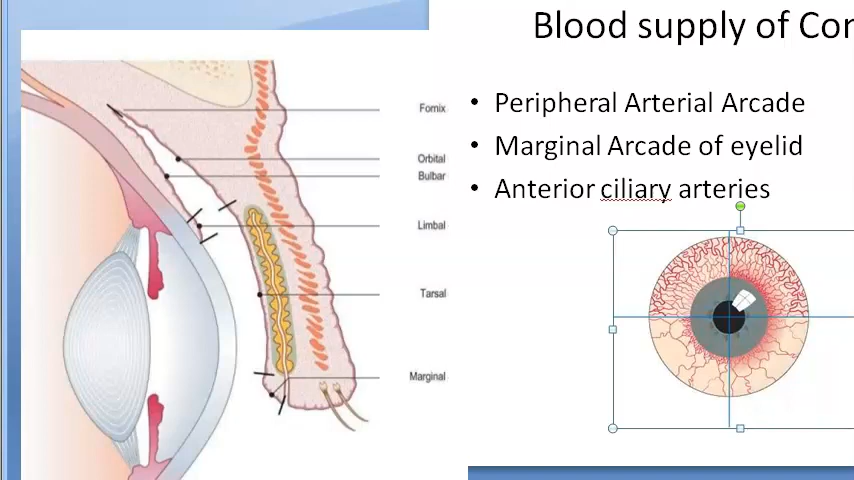 Blood supply of Con
• Peripheral Arterial Arcade
• Marginal Arcade of eyelid
• Anterior ciliary arteries
Fornix
Orbital
Bulbar
Limbal
Tarsal
Marginal